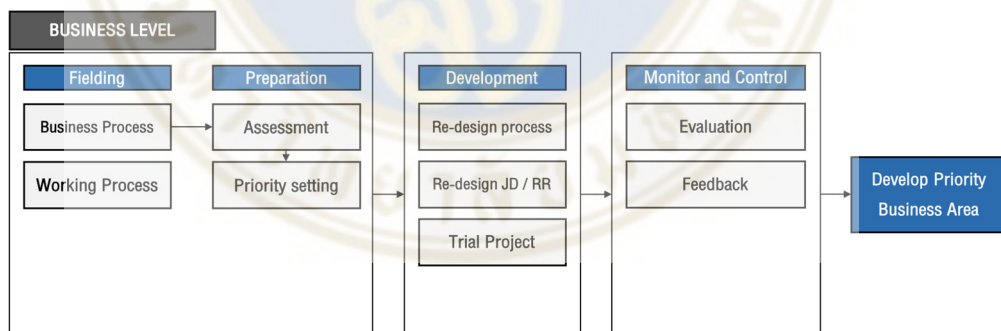 BUSINESS LEVEL
Fielding
Preparation
Development
Monitor and Control
Business Process
Assessment
Re-design process
Evaluation
Working Process
Priority setting
Re-design JD / RR
Feedback
Develop Priority
Business Area
Trial Project